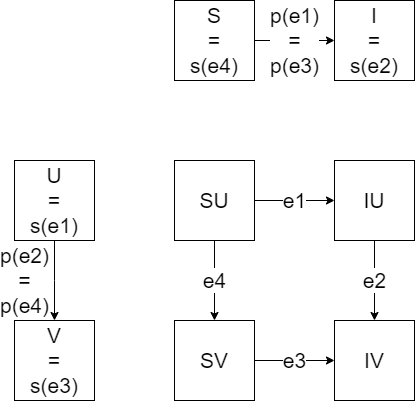 S
=
s(e4)
p(e1)
=
p(e3)
I
=
s(e2)
U
=
s(e1)
p(e2)
=
p(e4)
V
=
s(e3)
SU
e1
IU
e4
e2
SV
e3
IV